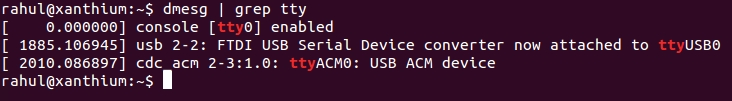 rahul@xanthium:~$ dmesg | grep tty
[    0.000000] console [tty0] enabled
[ 1885.106945] usb 2-2: FTDI USB Serial Device converter now attached to ttyUSB0
[ 2010.086897] cdc_acm 2-3:1.0: ttyACM0: USB ACM device
rahul@xanthium:~$